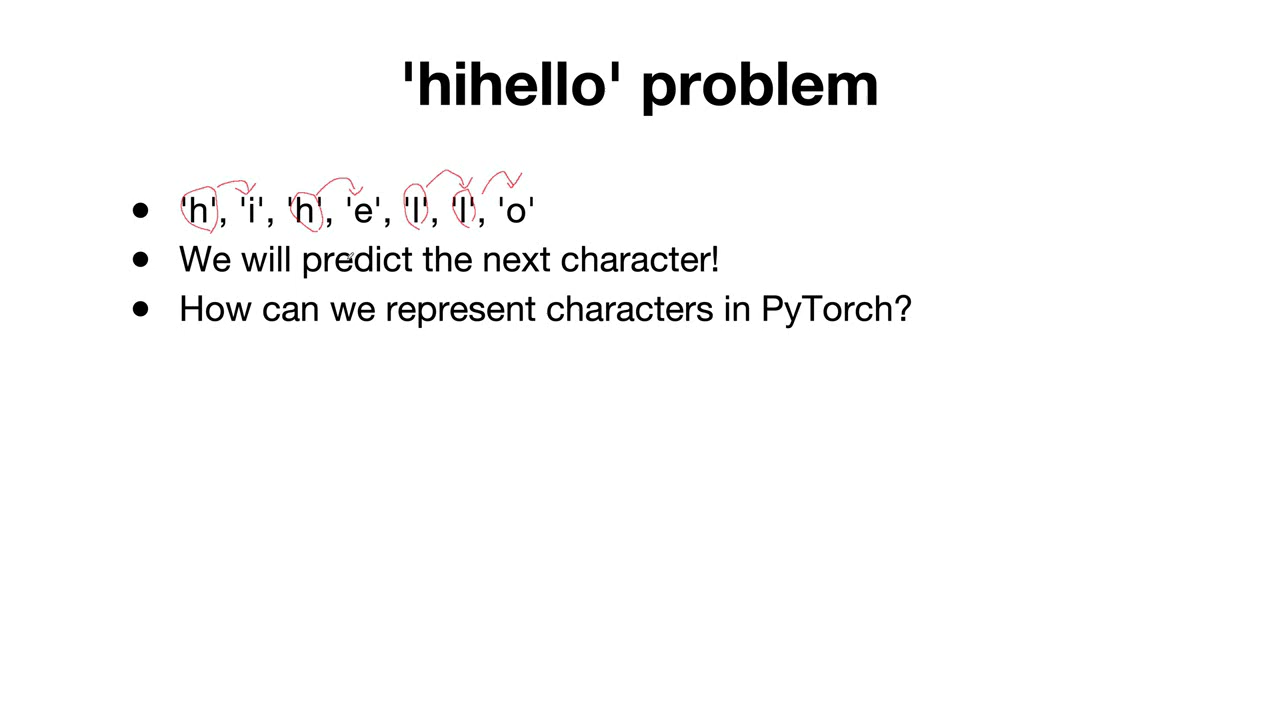 'hihello' problem
● 'h', 'i', 'h', 'e', 'l', 'l', 'o'
● We will predict the next character!
● How can we represent characters in PyTorch?